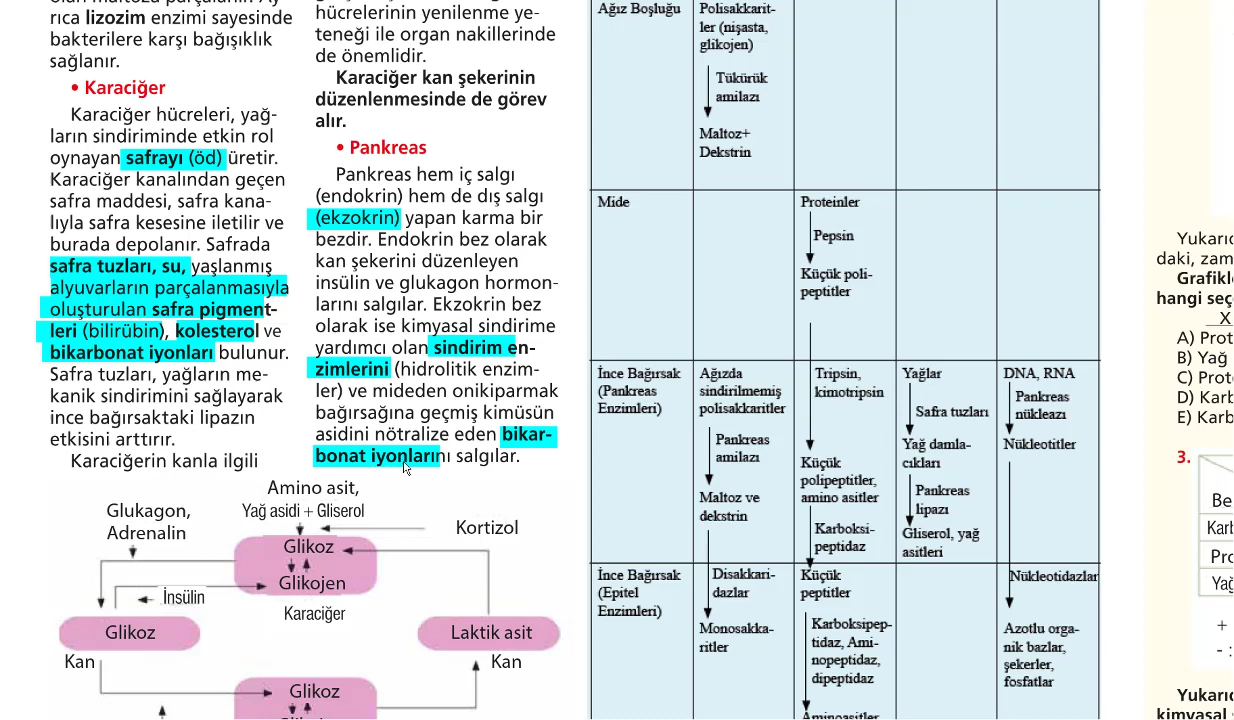 rıca lizozim enzimi sayesinde
bakterilere karşı bağışıklık
sağlanır.
• Karaciğer
Karaciğer hücreleri, yağ-
ların sindiriminde etkin rol
oynayan safrayı (öd) üretir.
Karaciğer kanalından geçen
safra maddesi, safra kana-
lıyla safra kesesine iletilir ve
burada depolanır. Safrada
safra tuzları, su, yaşlanmış
alyuvarların parçalanmasıyla
oluşturulan safra pigment-
leri (bilirübin), kolesterol ve
bikarbonat iyonları bulunur.
Safra tuzları, yağların me-
kanik sindirimini sağlayarak
ince bağırsaktaki lipazın
etkisini arttırır.
Karaciğerin kanla ilgili
hücrelerinin yenilenme ye-
teneği ile organ nakillerinde
de önemlidir.
Karaciğer kan şekerinin
düzenlenmesinde de görev
alır.
• Pankreas
Pankreas hem iç salgı
(endokrin) hem de dış salgı
(ekzokrin) yapan karma bir
bezdir. Endokrin bez olarak
kan şekerini düzenleyen
insülin ve glukagon hormon-
larını salgılar. Ekzokrin bez
olarak ise kimyasal sindirime
yardımcı olan sindirim en-
zimlerini (hidrolitik enzim-
ler) ve mideden onikiparmak
bağırsağına geçmiş kimüsün
asidini nötralize eden bikar-
bonat iyonlarını salgılar.
Amino asit,
Yağ asidi + Gliserol
Glukagon,
Adrenalin
Kortizol
Glikoz
Glikojen
Karaciğer
İnsülin
Glikoz
Laktik asit
Kan
Kan
Glikoz
Ağız Boşluğu
Polisakkarit-
ler (nişasta,
glikojen)
Tükürük
amilazı
Maltoz+
Dekstrin
Mide
Proteinler
Pepsin
Küçük poli-
peptitler
İnce Bağırsak
(Pankreas
Enzimleri)
Ağızda
sindirilmemiş
polisakkaritler
Pankreas
amilazı
Maltoz ve
dekstrin
Tripsin,
kimotripsin
Küçük
polipeptitler,
amino asitler
Karboksi-
peptidaz
Yağlar
Safra tuzları
Yağ damla-
cıkları
Pankreas
lipazı
Gliserol, yağ
asitleri
DNA, RNA
Pankreas
nükleazı
Nükleotitler
İnce Bağırsak
(Epitel
Enzimleri)
Disakkari-
dazlar
Monosakka-
ritler
Küçük
peptitler
Karboksipep-
tidaz, Ami-
nopeptidaz,
dipeptidaz
Aminoasitler
Nükleotidazlar
Azotlu orga-
nik bazlar,
şekerler,
fosfatlar
Yukarıd
daki, zam
Grafikle
hangi seçe
X
A) Prot
B) Yağ
C) Prote
D) Karb
E) Karb
3.
Be
Karb
Pro
Yağ
+
- :
Yukarıd
kimyasal